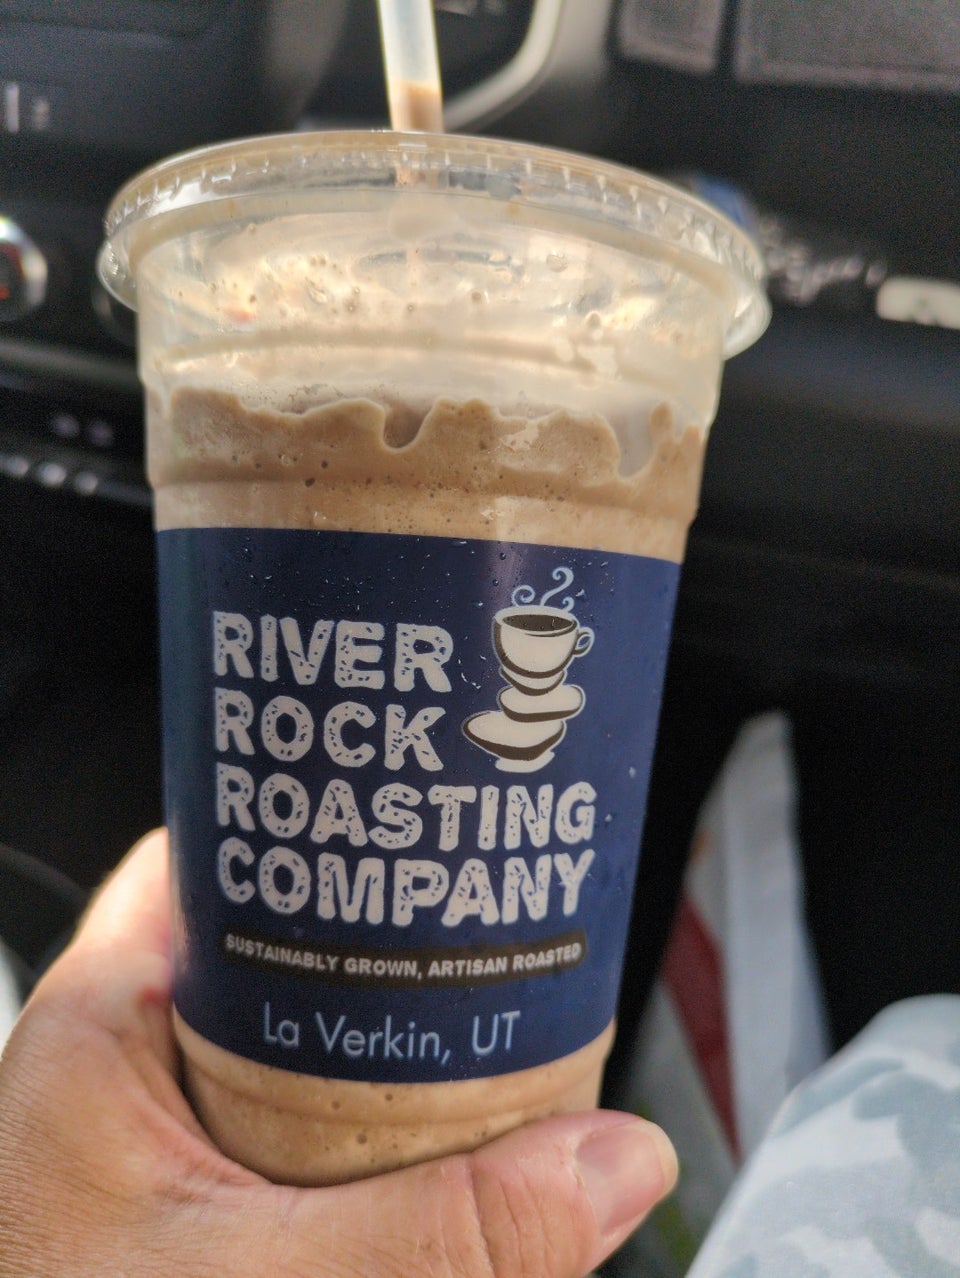 RIVER
ROCK
ROASTING
COMPANY
SUSTAINABLY GROWN, ARTISAN ROASTED
La Verkin, UT